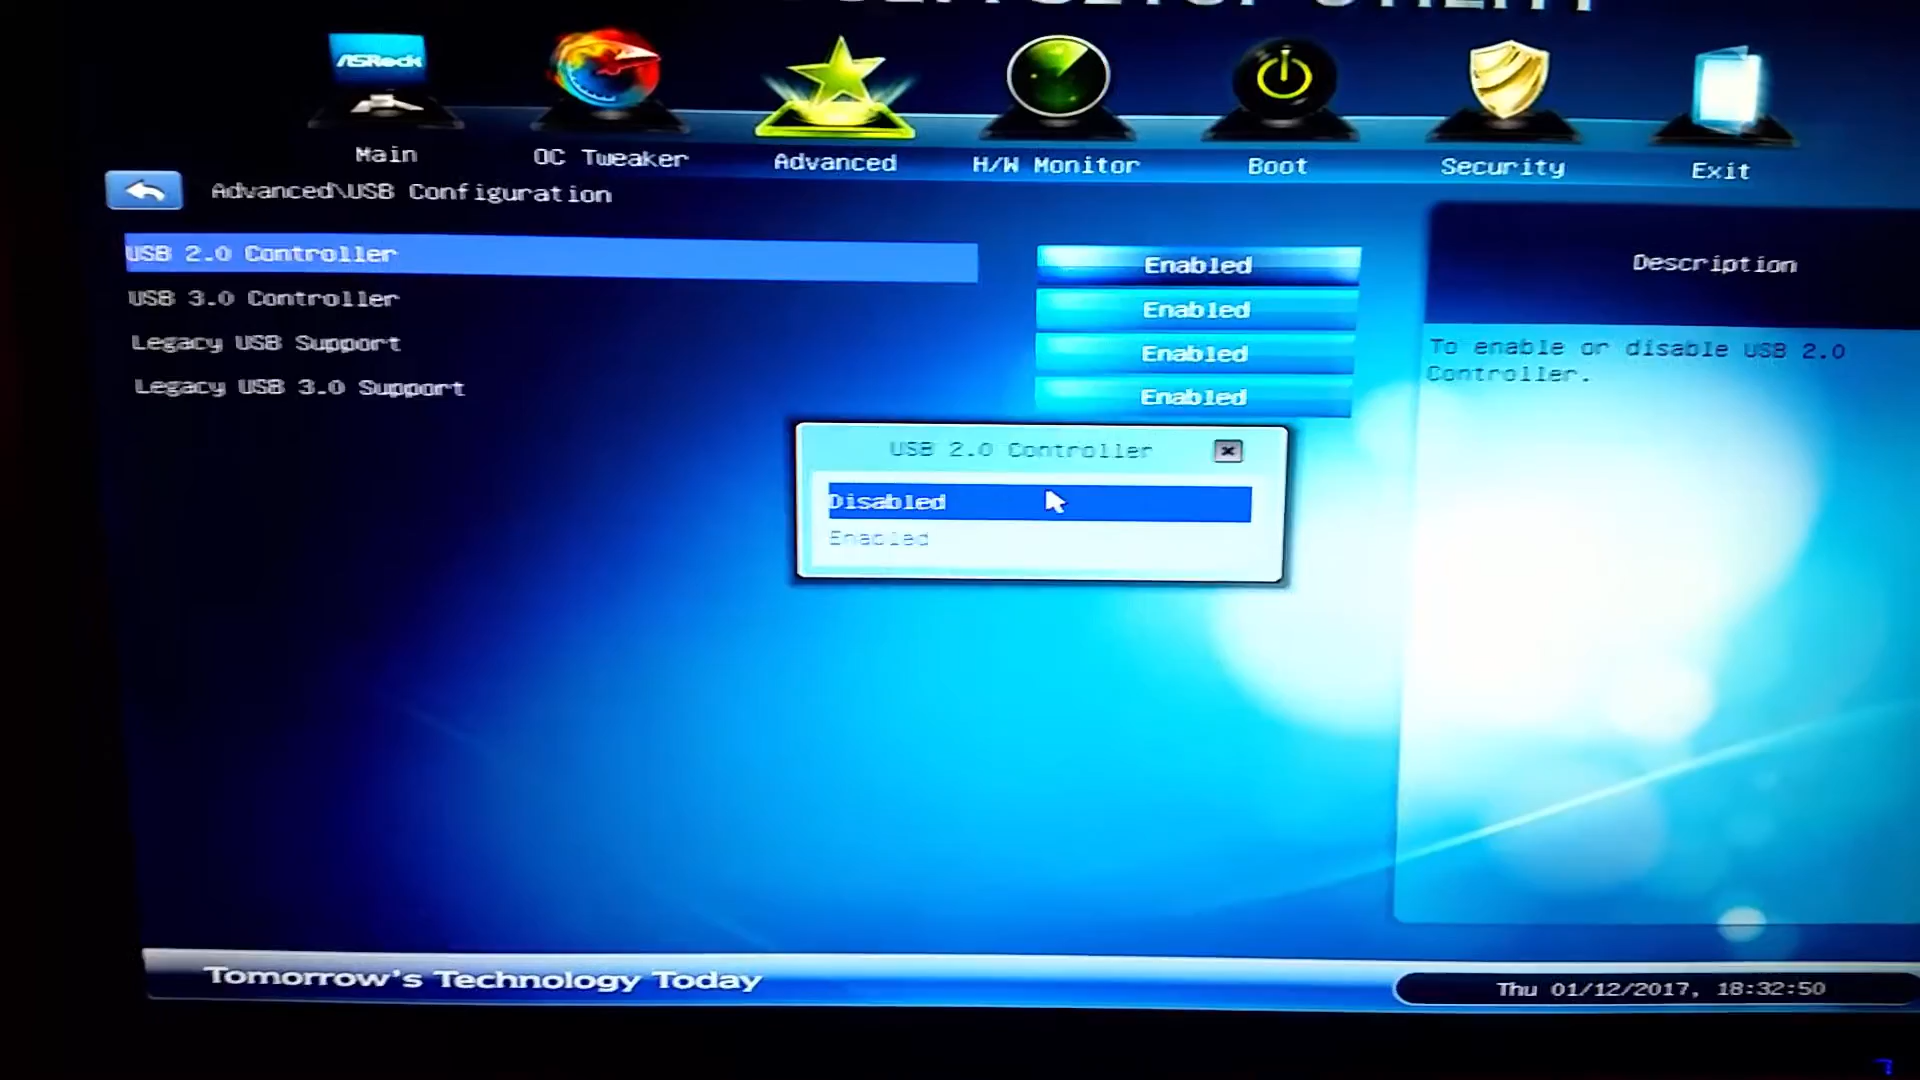 ASRock
Main
OC Tweaker
Advanced
H/W Monitor
Boot
Security
Exit
Advanced\USB Configuration
USB 2.0 Controller
Enabled
USB 3.0 Controller
Enabled
Legacy USB Support
Enabled
Legacy USB 3.0 Support
Enabled
Description
To enable or disable USB 2.0
Controller.
USB 2.0 Controller
Disabled
Enabled
Tomorrow's Technology Today
Thu 01/12/2017, 18:32:50